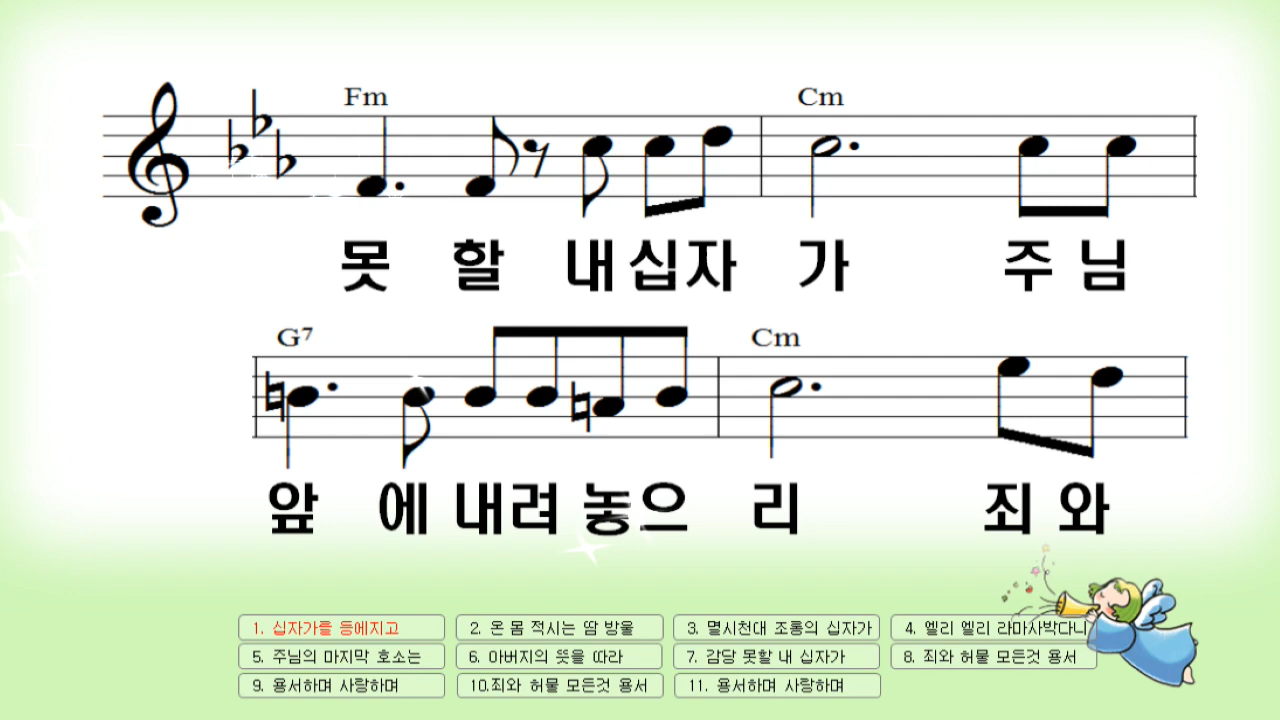 Fm Cm
못 할 내 십자 가 주 님
G7 Cm
앞 에 내려 놓으 리 죄 와
1. 십자가를 등에지고 2. 온 몸 적시는 땀 방울 3. 멸시천대 조롱의 십자가 4. 엘리 엘리 라마사박다니
5. 주님의 마지막 호소는 6. 아버지의 뜻을 따라 7. 감당 못할 내 십자가 8. 죄와 허물 모든것 용서
9. 용서하며 사랑하며 10.죄와 허물 모든것 용서 11. 용서하며 사랑하며